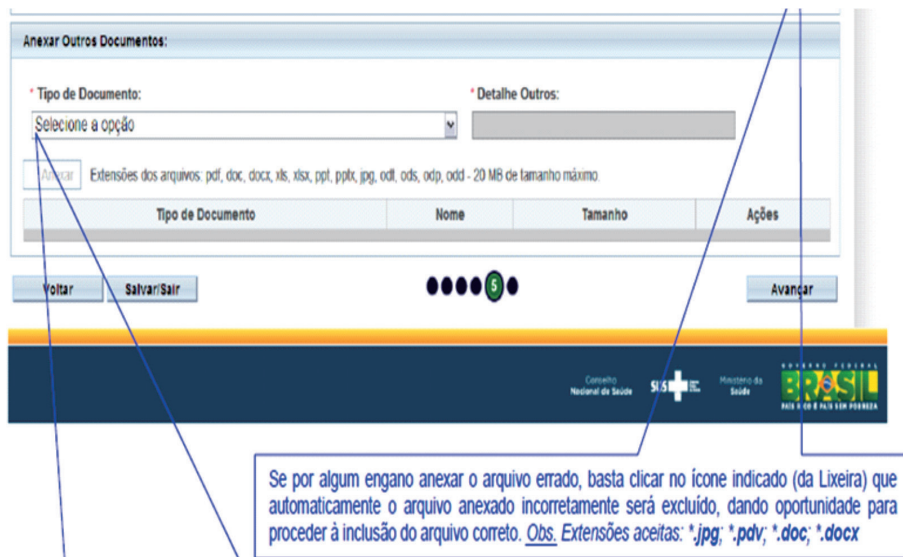 Anexar Outros Documentos:
* Tipo de Documento: * Detalhe Outros:
Selecione a opção
Anexar Extensões dos arquivos: pdf, doc, docx, xls, xlsx, ppt, pptx, jpg, odt, ods, odp, odd - 20 MB de tamanho máximo.
Tipo de Documento Nome Tamanho Ações
Voltar Salvar/Sair 5 Avançar
Conselho
Nacional de Saúde
SUS
Ministério da
Saúde
GOVERNO FEDERAL
BRASIL
PAÍS RICO É PAÍS SEM POBREZA
Se por algum engano anexar o arquivo errado, basta clicar no ícone indicado (da Lixeira) que
automaticamente o arquivo anexado incorretamente será excluído, dando oportunidade para
proceder à inclusão do arquivo correto. Obs. Extensões aceitas: *.jpg; *.pdv; *.doc; *.docx